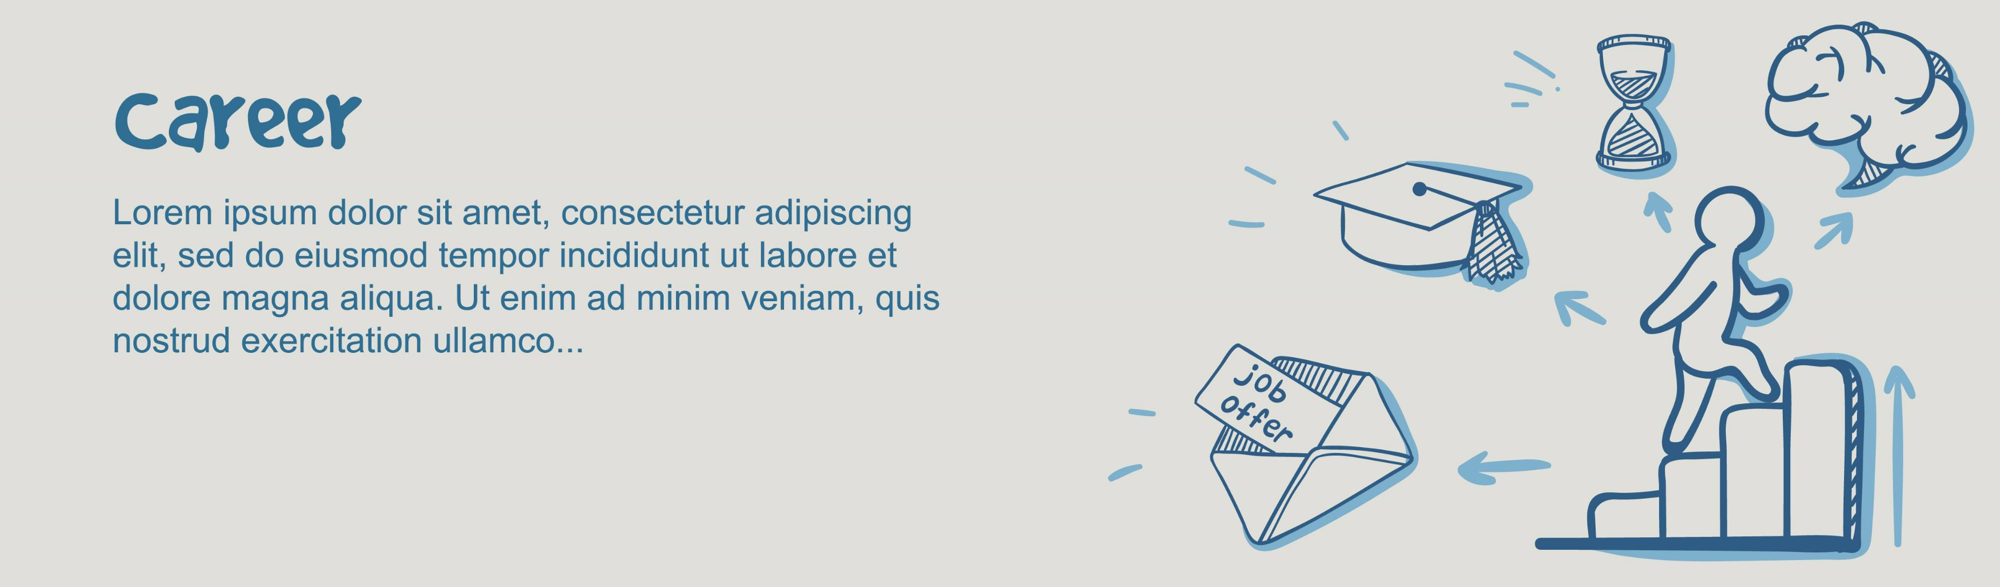 Career
Lorem ipsum dolor sit amet, consectetur adipiscing
elit, sed do eiusmod tempor incididunt ut labore et
dolore magna aliqua. Ut enim ad minim veniam, quis
nostrud exercitation ullamco...
job
offer